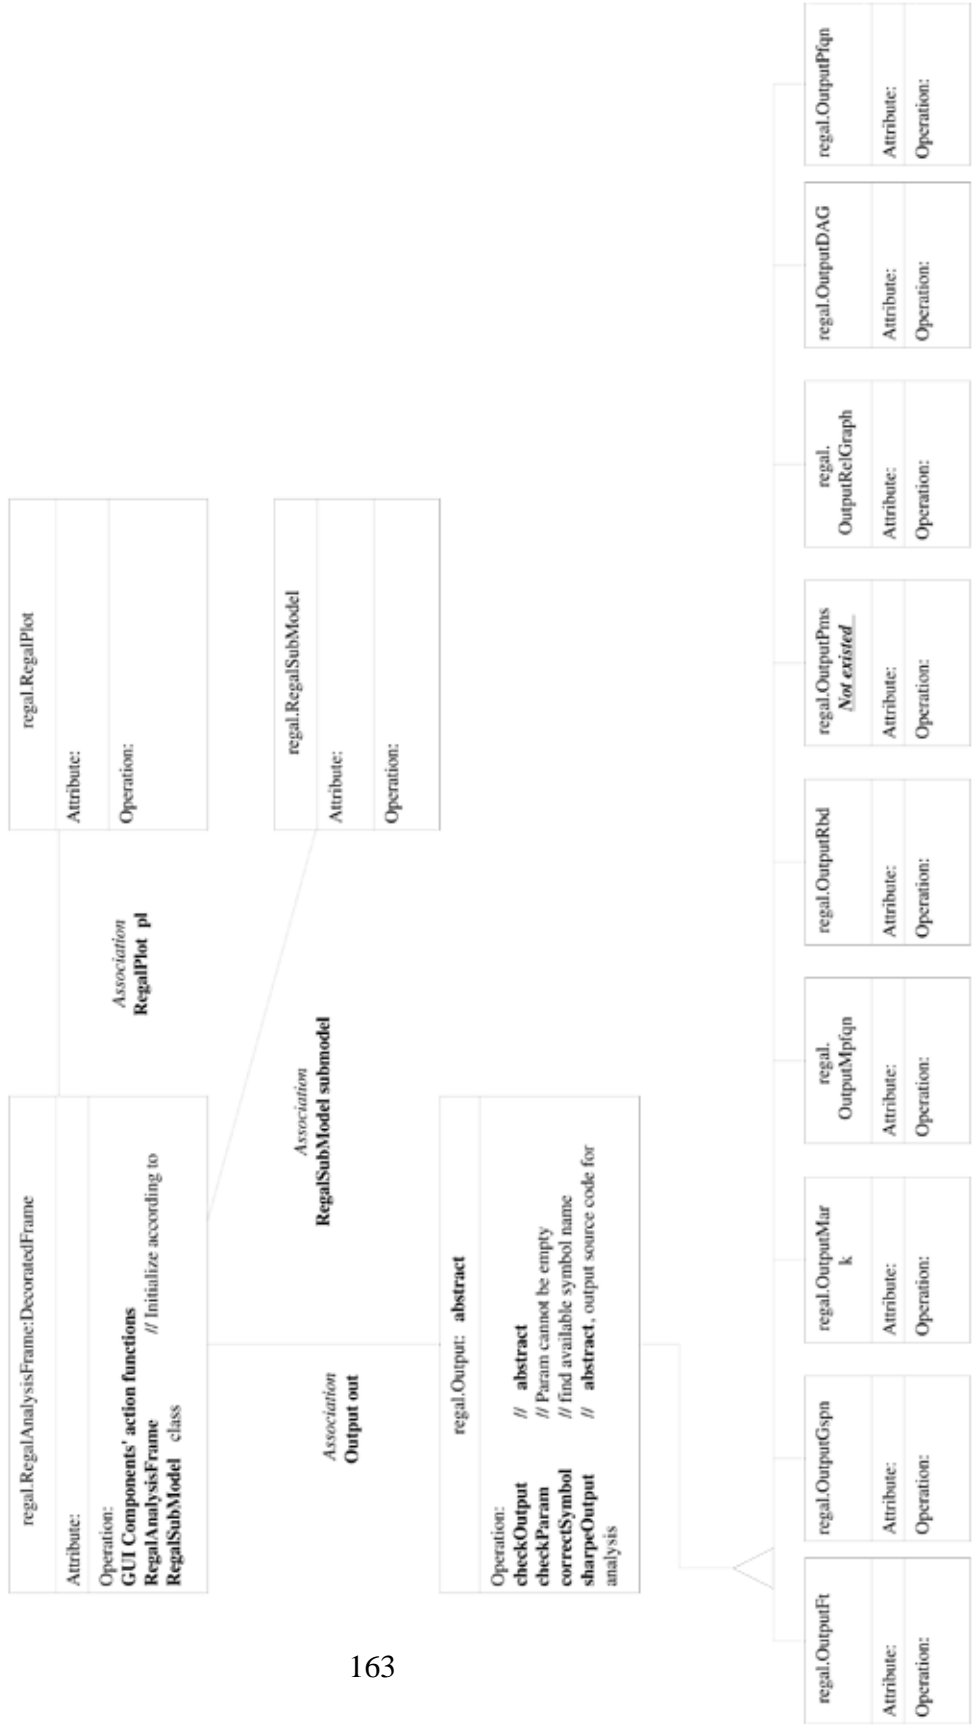 regal.RegalAnalysisFrame:DecoratedFrame
Attribute:
Operation:
GUI Components' action functions
RegalAnalysisFrame // Initialize according to
RegalSubModel class
Association
RegalPlot pl
regal.RegalPlot
Attribute:
Operation:
Association
RegalSubModel submodel
regal.RegalSubModel
Attribute:
Operation:
Association
Output out
regal.Output: abstract
Operation:
checkOutput // abstract
checkParam // Param cannot be empty
correctSymbol // find available symbol name
sharpeOutput // abstract, output source code for
analysis
regal.OutputFt
Attribute:
Operation:
regal.OutputGspn
Attribute:
Operation:
regal.OutputMar
k
Attribute:
Operation:
regal.
OutputMpfqn
Attribute:
Operation:
regal.OutputRbd
Attribute:
Operation:
regal.OutputPms
Not existed
Attribute:
Operation:
regal.
OutputRelGraph
Attribute:
Operation:
regal.OutputDAG
Attribute:
Operation:
regal.OutputPfqn
Attribute:
Operation:
163